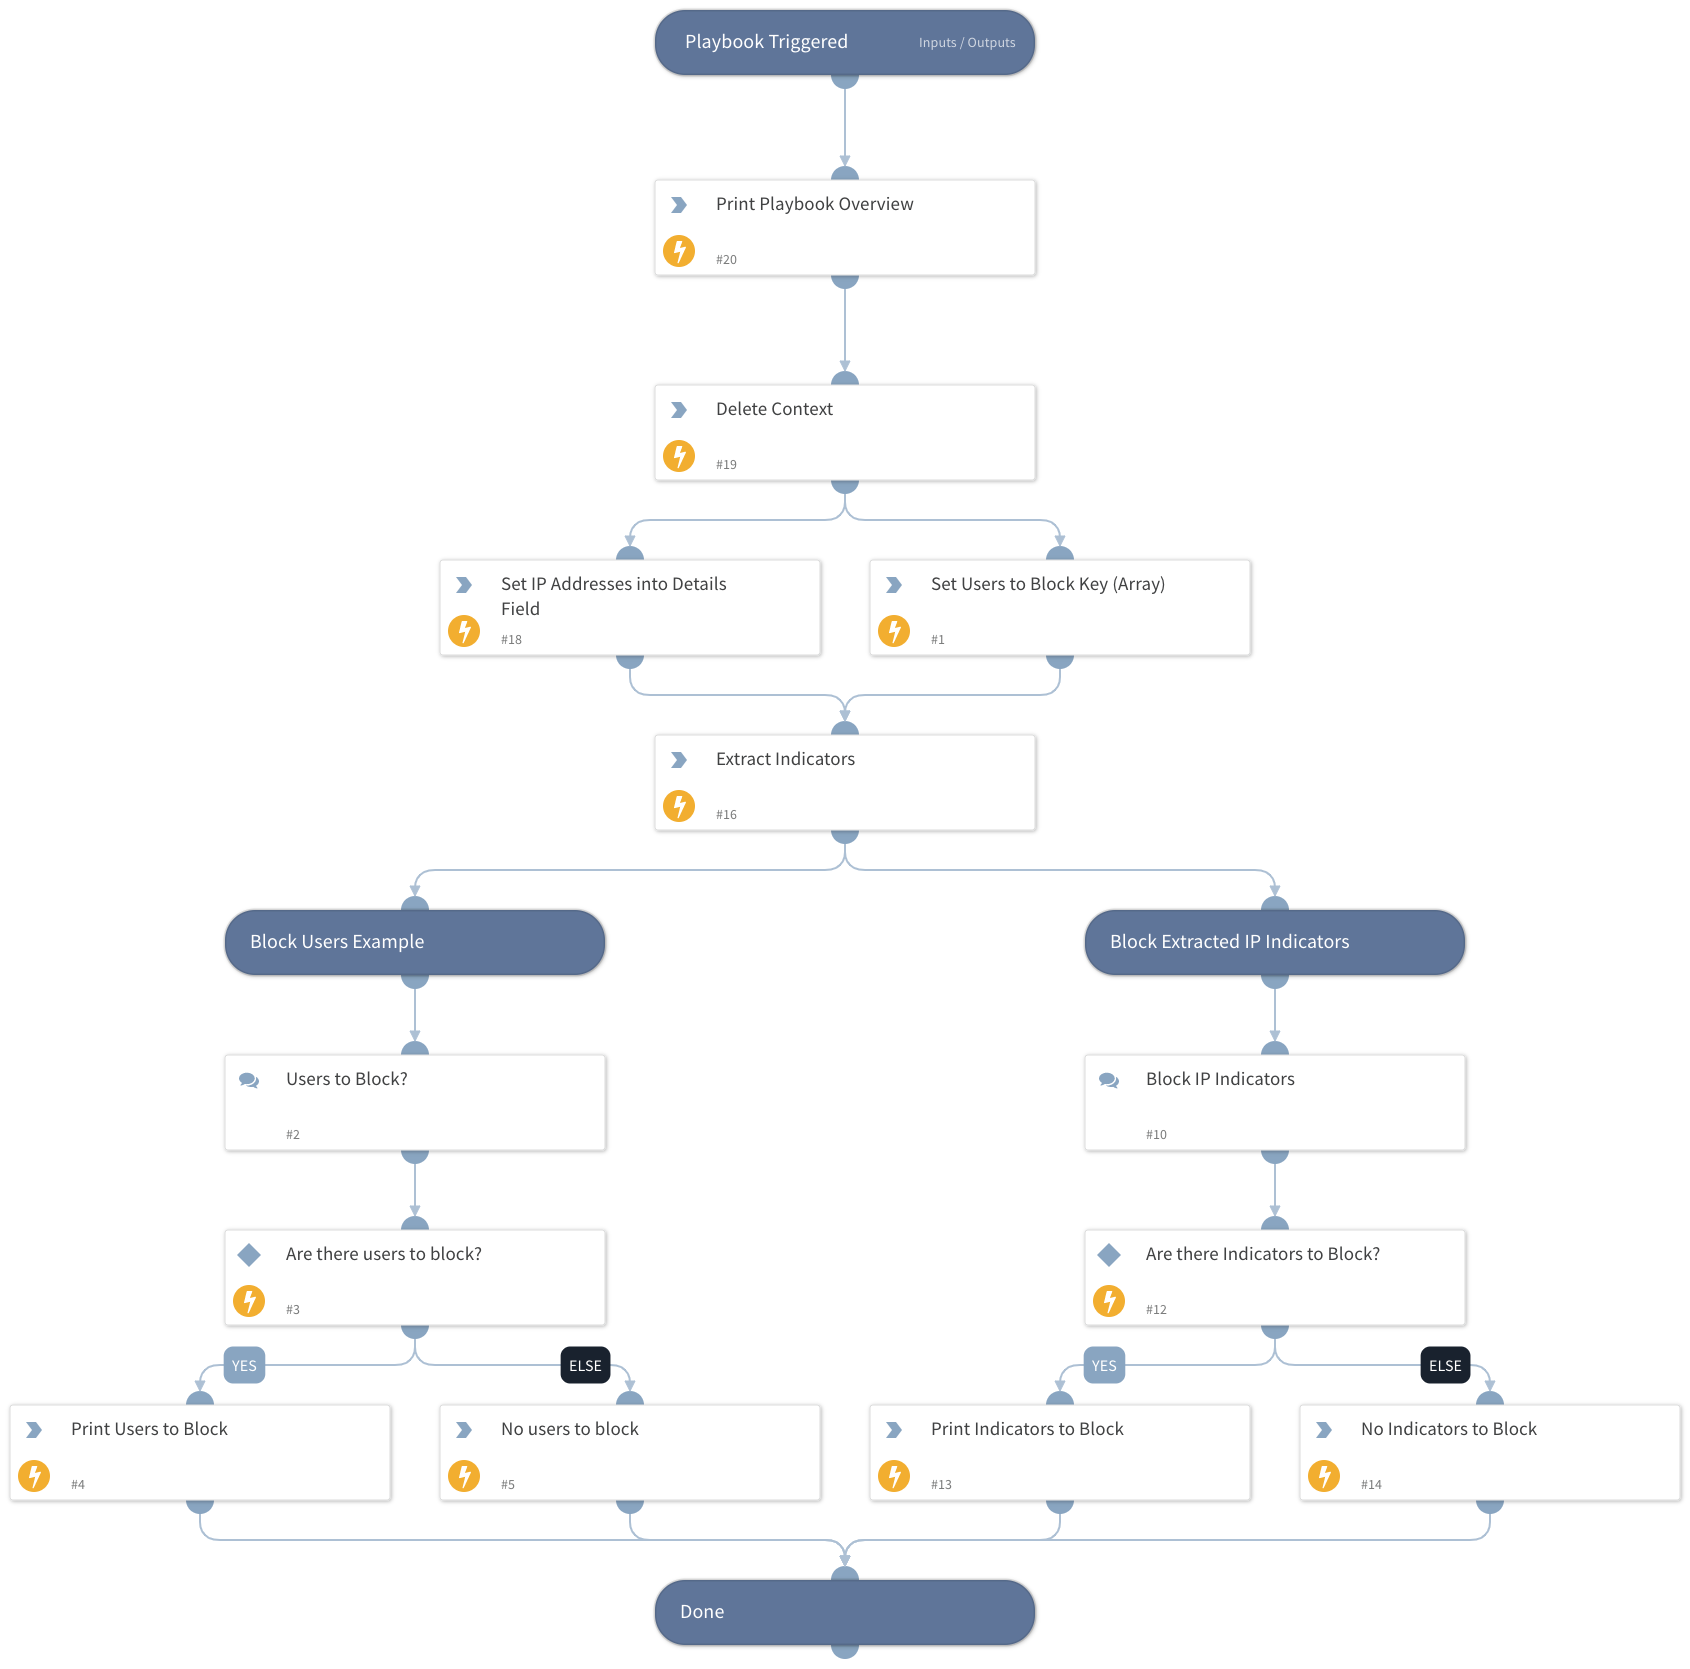 Playbook Triggered
Inputs / Outputs
Print Playbook Overview
#20
Delete Context
#19
Set IP Addresses into Details
Field
#18
Set Users to Block Key (Array)
#1
Extract Indicators
#16
Block Users Example
Block Extracted IP Indicators
Users to Block?
#2
Block IP Indicators
#10
Are there users to block?
#3
Are there Indicators to Block?
#12
YES
ELSE
YES
ELSE
Print Users to Block
#4
No users to block
#5
Print Indicators to Block
#13
No Indicators to Block
#14
Done